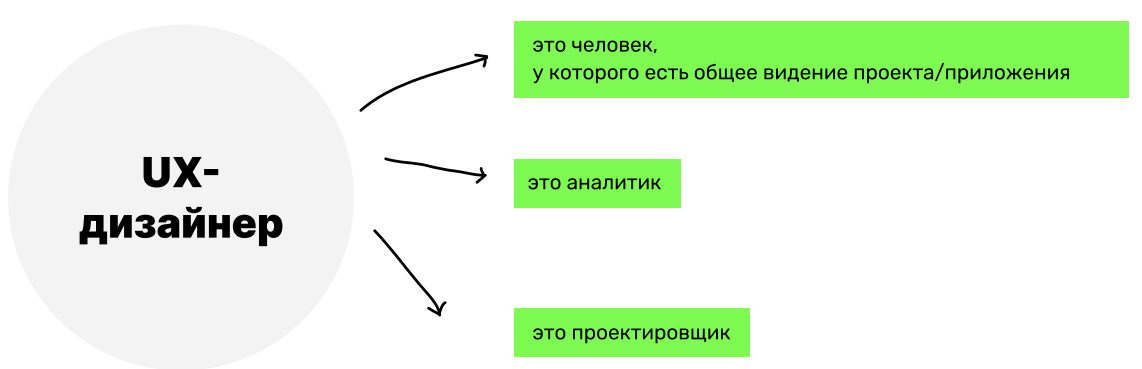 UX-
дизайнер
это человек,
у которого есть общее видение проекта/приложения
это аналитик
это проектировщик